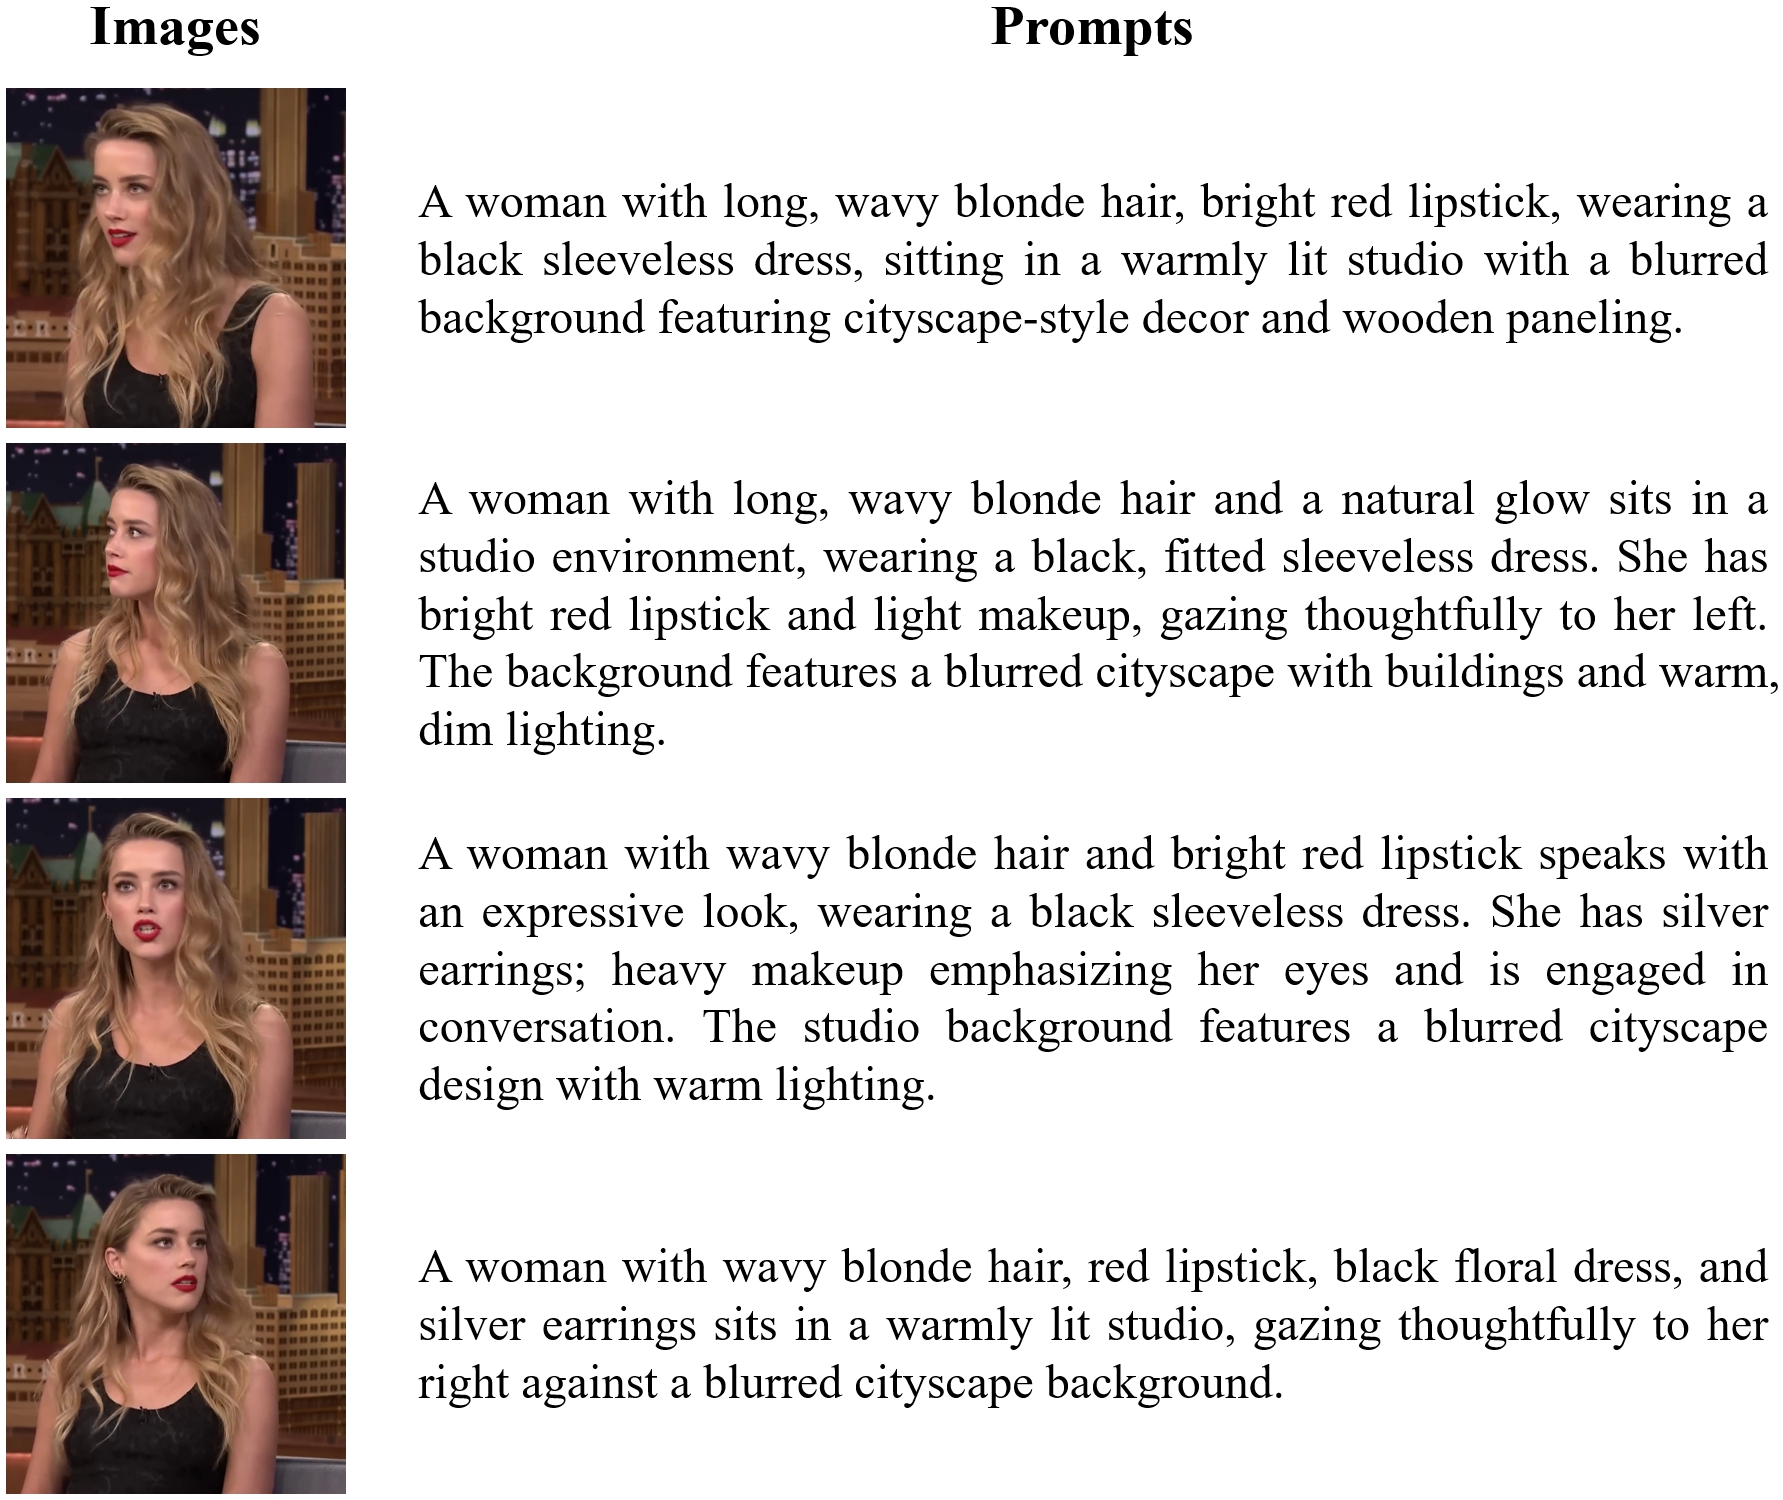 Images
Prompts
A woman with long, wavy blonde hair, bright red lipstick, wearing a
black sleeveless dress, sitting in a warmly lit studio with a blurred
background featuring cityscape-style decor and wooden paneling.
A woman with long, wavy blonde hair and a natural glow sits in a
studio environment, wearing a black, fitted sleeveless dress. She has
bright red lipstick and light makeup, gazing thoughtfully to her left.
The background features a blurred cityscape with buildings and warm,
dim lighting.
A woman with wavy blonde hair and bright red lipstick speaks with
an expressive look, wearing a black sleeveless dress. She has silver
earrings; heavy makeup emphasizing her eyes and is engaged in
conversation. The studio background features a blurred cityscape
design with warm lighting.
A woman with wavy blonde hair, red lipstick, black floral dress, and
silver earrings sits in a warmly lit studio, gazing thoughtfully to her
right against a blurred cityscape background.